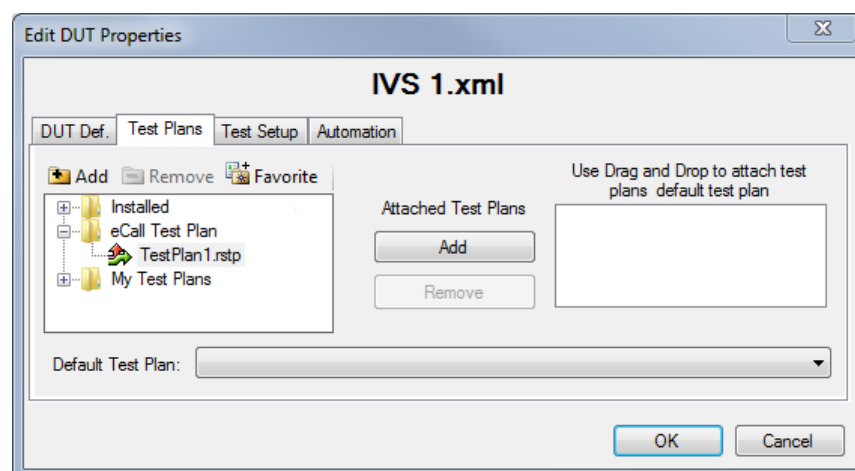 Edit DUT Properties
IVS 1.xml
DUT Def. Test Plans Test Setup Automation
Add Remove Favorite
Installed
eCall Test Plan
TestPlan1.rstp
My Test Plans
Attached Test Plans
Add
Remove
Use Drag and Drop to attach test
plans default test plan
Default Test Plan:
OK Cancel